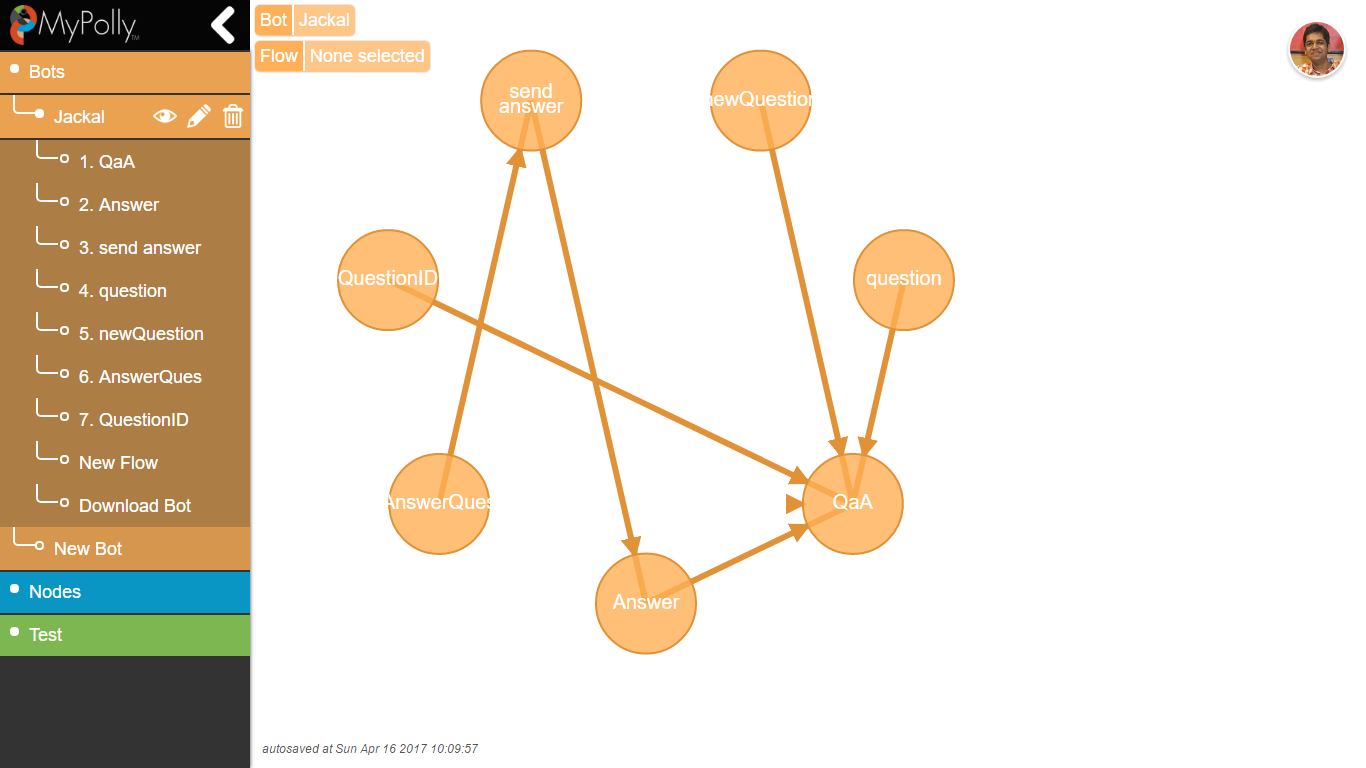 MyPolly™
Bots
Jackal
1. QaA
2. Answer
3. send answer
4. question
5. newQuestion
6. AnswerQues
7. QuestionID
New Flow
Download Bot
New Bot
Nodes
Test
Bot Jackal
Flow None selected
send
answer
newQuestion
QuestionID
question
AnswerQues
QaA
Answer
autosaved at Sun Apr 16 2017 10:09:57